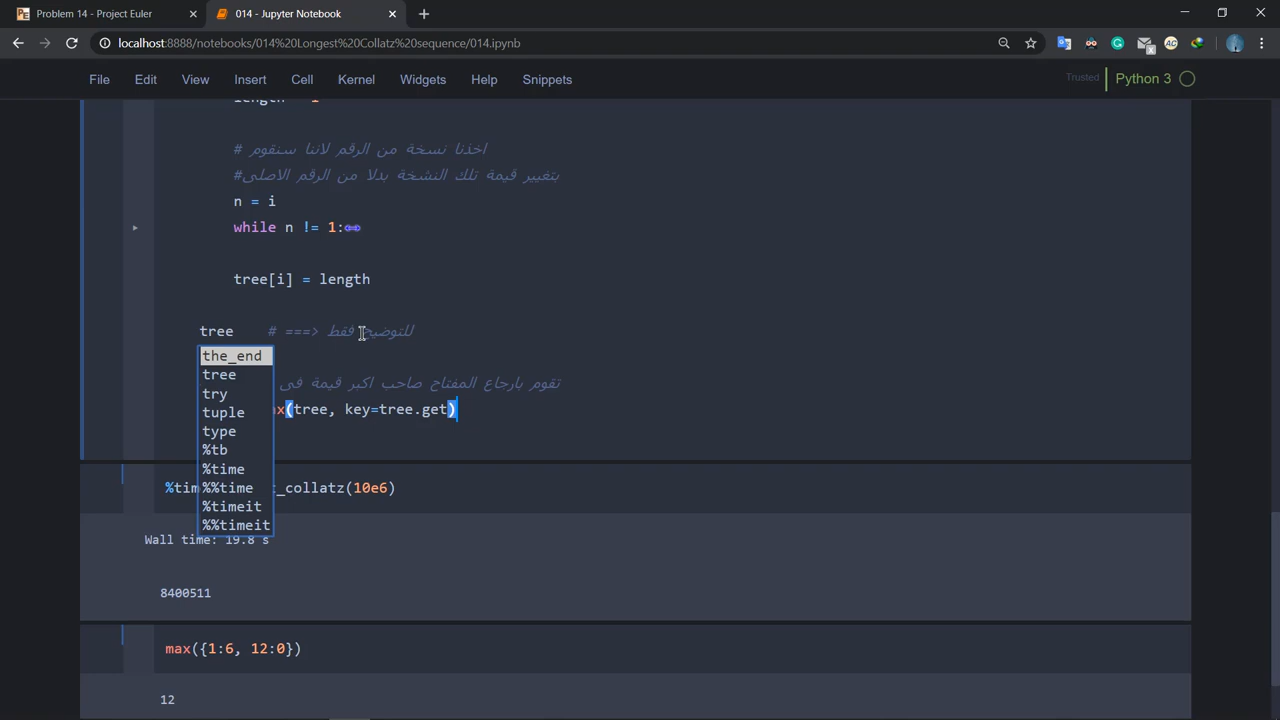 Problem 14 - Project Euler
014 - Jupyter Notebook
localhost:8888/notebooks/014%20Longest%20Collatz%20sequence/014.ipynb
File Edit View Insert Cell Kernel Widgets Help Snippets
Trusted
Python 3
# اخذنا نسخة من الرقم لاننا سنقوم
#بتغيير قيمة تلك النشخة بدلا من الرقم الاصلى
n = i
while n != 1:
tree[i] = length
tree # ===> للتوضيح فقط
the_end
tree
تقوم بارجاع المفتاح صاحب اكبر قيمة فى
try
(tree, key=tree.get)
tuple
type
%tb
%time
%%time
_collatz(10e6)
%timeit
%%timeit
Wall time: 19.8 s
8400511
max({1:6, 12:0})
12